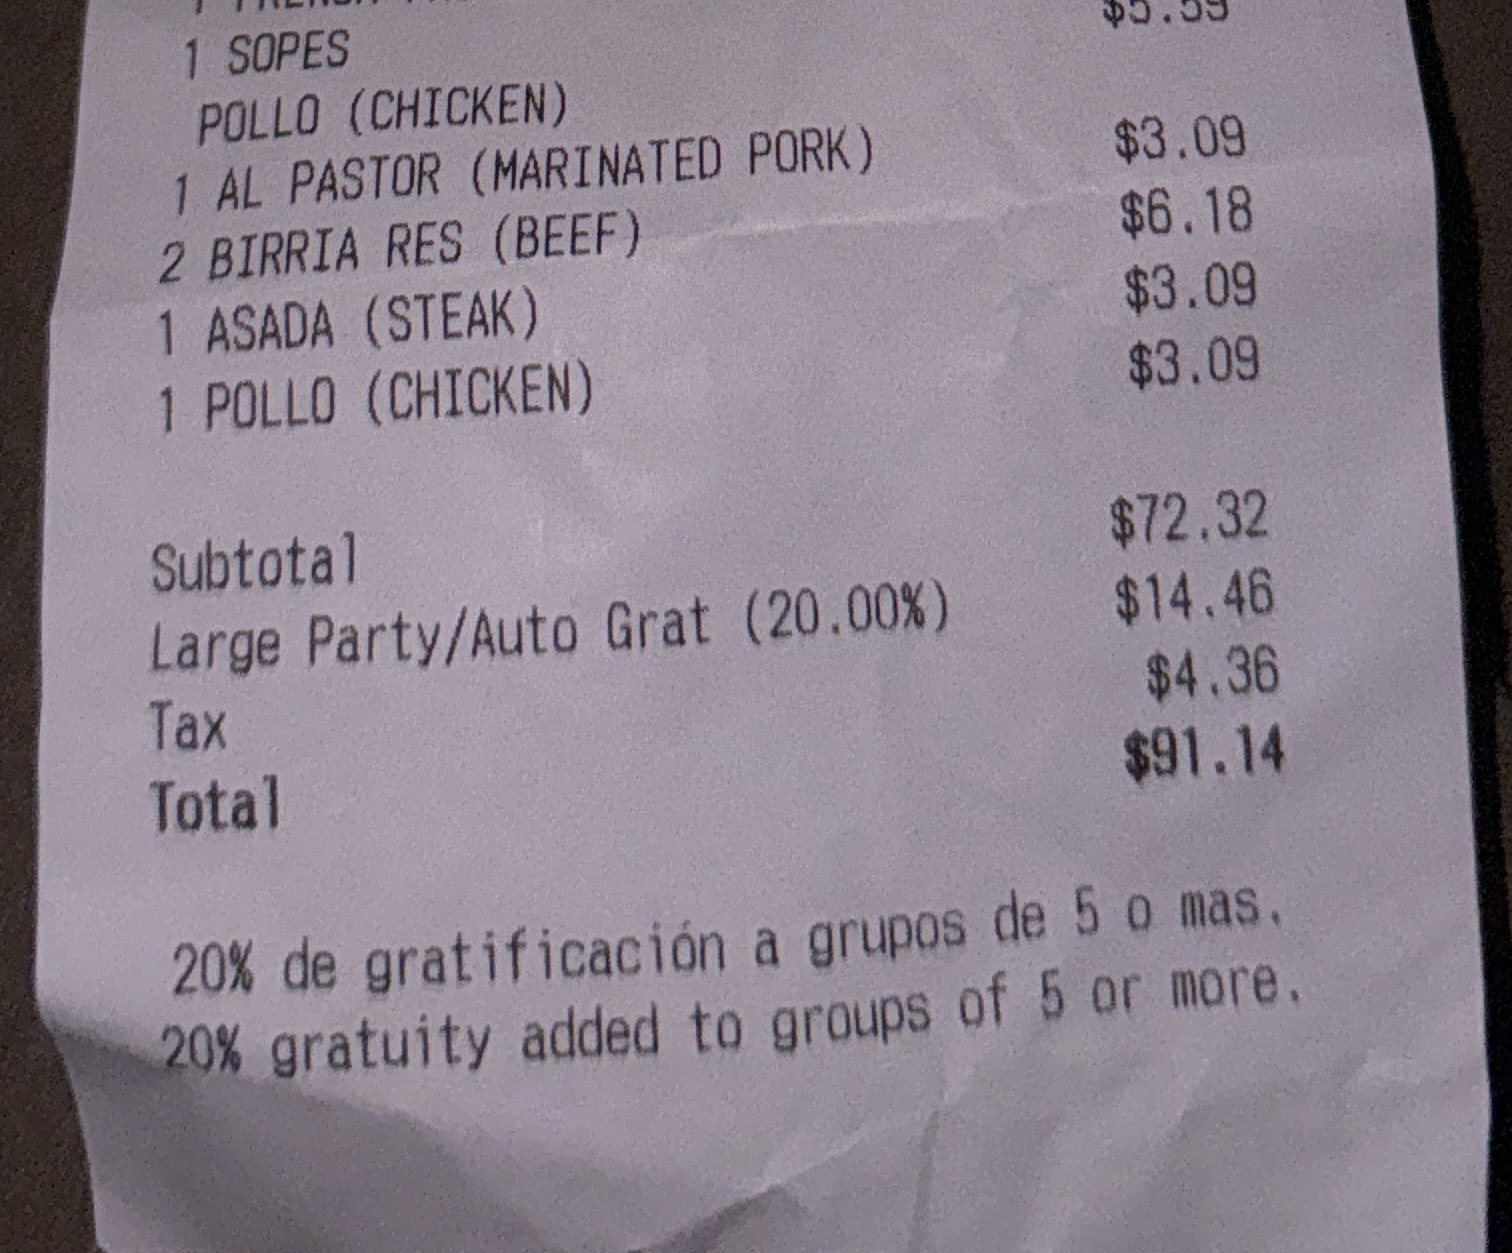 1 SOPES $5.59
POLLO (CHICKEN)
1 AL PASTOR (MARINATED PORK) $3.09
2 BIRRIA RES (BEEF) $6.18
1 ASADA (STEAK) $3.09
1 POLLO (CHICKEN) $3.09
Subtotal $72.32
Large Party/Auto Grat (20.00%) $14.46
Tax $4.36
Total $91.14
20% de gratificación a grupos de 5 o mas.
20% gratuity added to groups of 5 or more.